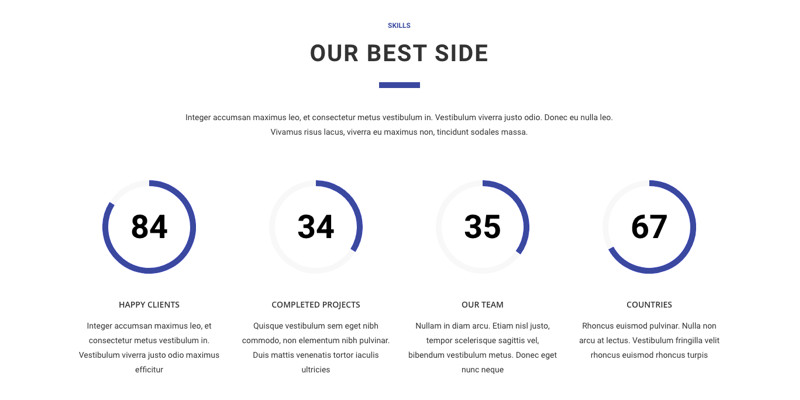 SKILLS
OUR BEST SIDE
Integer accumsan maximus leo, et consectetur metus vestibulum in. Vestibulum viverra justo odio. Donec eu nulla leo.
Vivamus risus lacus, viverra eu maximus non, tincidunt sodales massa.
84
34
35
67
HAPPY CLIENTS
Integer accumsan maximus leo, et
consectetur metus vestibulum in.
Vestibulum viverra justo odio maximus
efficitur
COMPLETED PROJECTS
Quisque vestibulum sem eget nibh
commodo, non elementum nibh pulvinar.
Duis mattis venenatis tortor iaculis
ultricies
OUR TEAM
Nullam in diam arcu. Etiam nisl justo,
tempor scelerisque sagittis vel,
bibendum vestibulum metus. Donec eget
nunc neque
COUNTRIES
Rhoncus euismod pulvinar. Nulla non
arcu at lectus. Vestibulum fringilla velit
rhoncus euismod rhoncus turpis